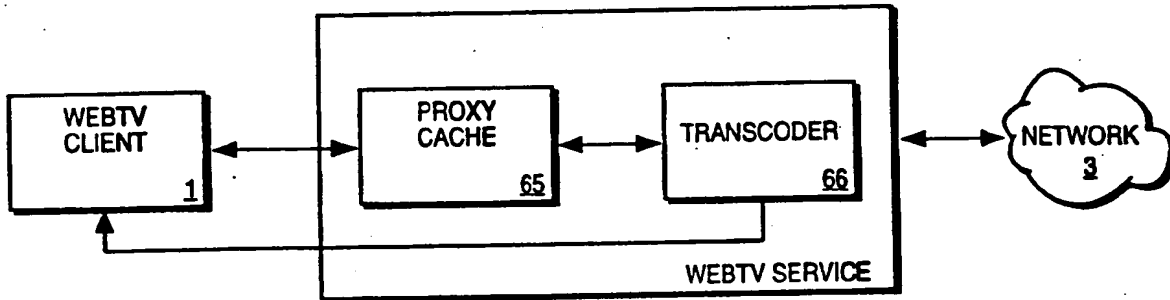 WEBTV
CLIENT
1
PROXY
CACHE
65
TRANSCODER
66
NETWORK
3
WEBTV SERVICE